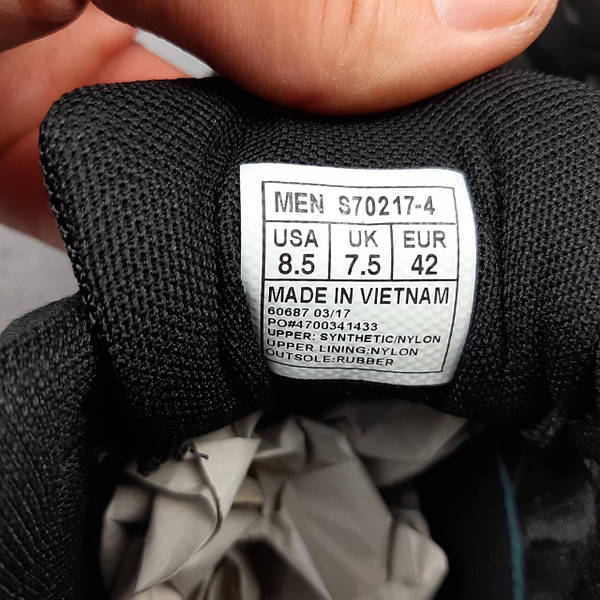 MEN S70217-4
USA UK EUR
8.5 7.5 42
MADE IN VIETNAM
60687 03/17
PO#4700341433
UPPER: SYNTHETIC/NYLON
UPPER LINING:NYLON
OUTSOLE:RUBBER